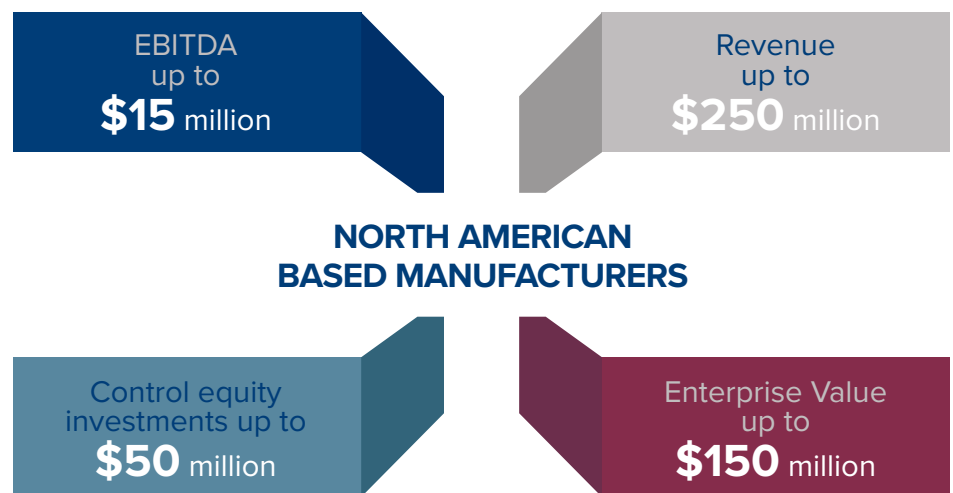 EBITDA
up to
$15 million
Revenue
up to
$250 million
NORTH AMERICAN
BASED MANUFACTURERS
Control equity
investments up to
$50 million
Enterprise Value
up to
$150 million